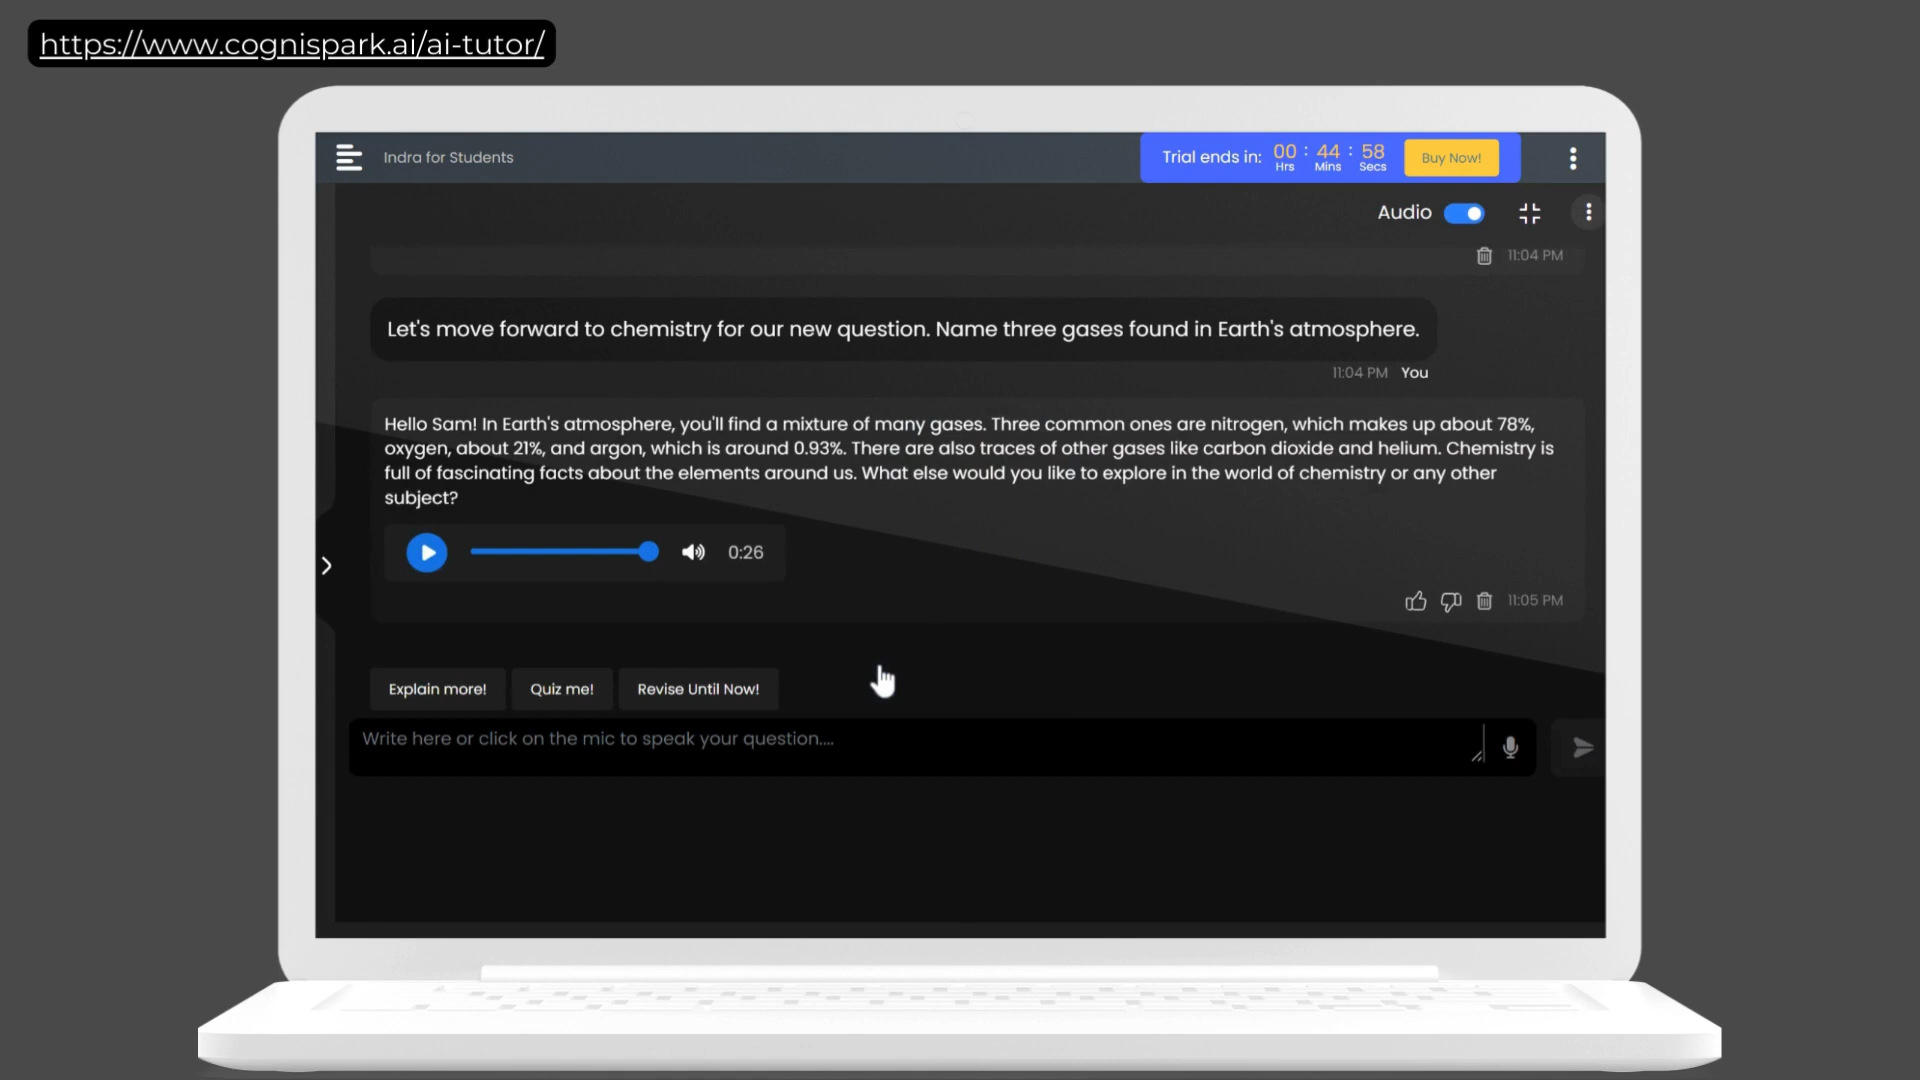 https://www.cognispark.ai/ai-tutor/
Indra for Students
Trial ends in: 00 : 44 : 58
Hrs Mins Secs
Buy Now!
Audio
11:04 PM
Let's move forward to chemistry for our new question. Name three gases found in Earth's atmosphere.
11:04 PM You
Hello Sam! In Earth's atmosphere, you'll find a mixture of many gases. Three common ones are nitrogen, which makes up about 78%,
oxygen, about 21%, and argon, which is around 0.93%. There are also traces of other gases like carbon dioxide and helium. Chemistry is
full of fascinating facts about the elements around us. What else would you like to explore in the world of chemistry or any other
subject?
0:26
11:05 PM
Explain more! Quiz me! Revise Until Now!
Write here or click on the mic to speak your question....